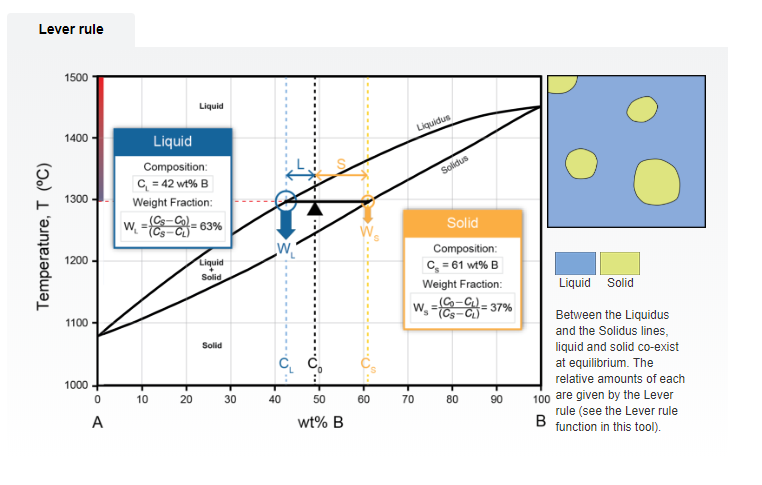 Lever rule
1500
1400
1300
1200
1100
1000
Temperature, T (ºC)
Liquid
Liquid
Composition:
C_L = 42 wt% B
Weight Fraction:
W_L = (C_S−C_0)/(C_S−C_L) = 63%
Liquid
+
Solid
Solid
L
S
Liquidus
Solidus
W_L
W_S
Solid
Composition:
C_s = 61 wt% B
Weight Fraction:
W_s = (C_0−C_L)/(C_S−C_L) = 37%
C_L
C_0
C_s
0 10 20 30 40 50 60 70 80 90 100
A
wt% B
B
Liquid Solid
Between the Liquidus
and the Solidus lines,
liquid and solid co-exist
at equilibrium. The
relative amounts of each
are given by the Lever
rule (see the Lever rule
function in this tool).